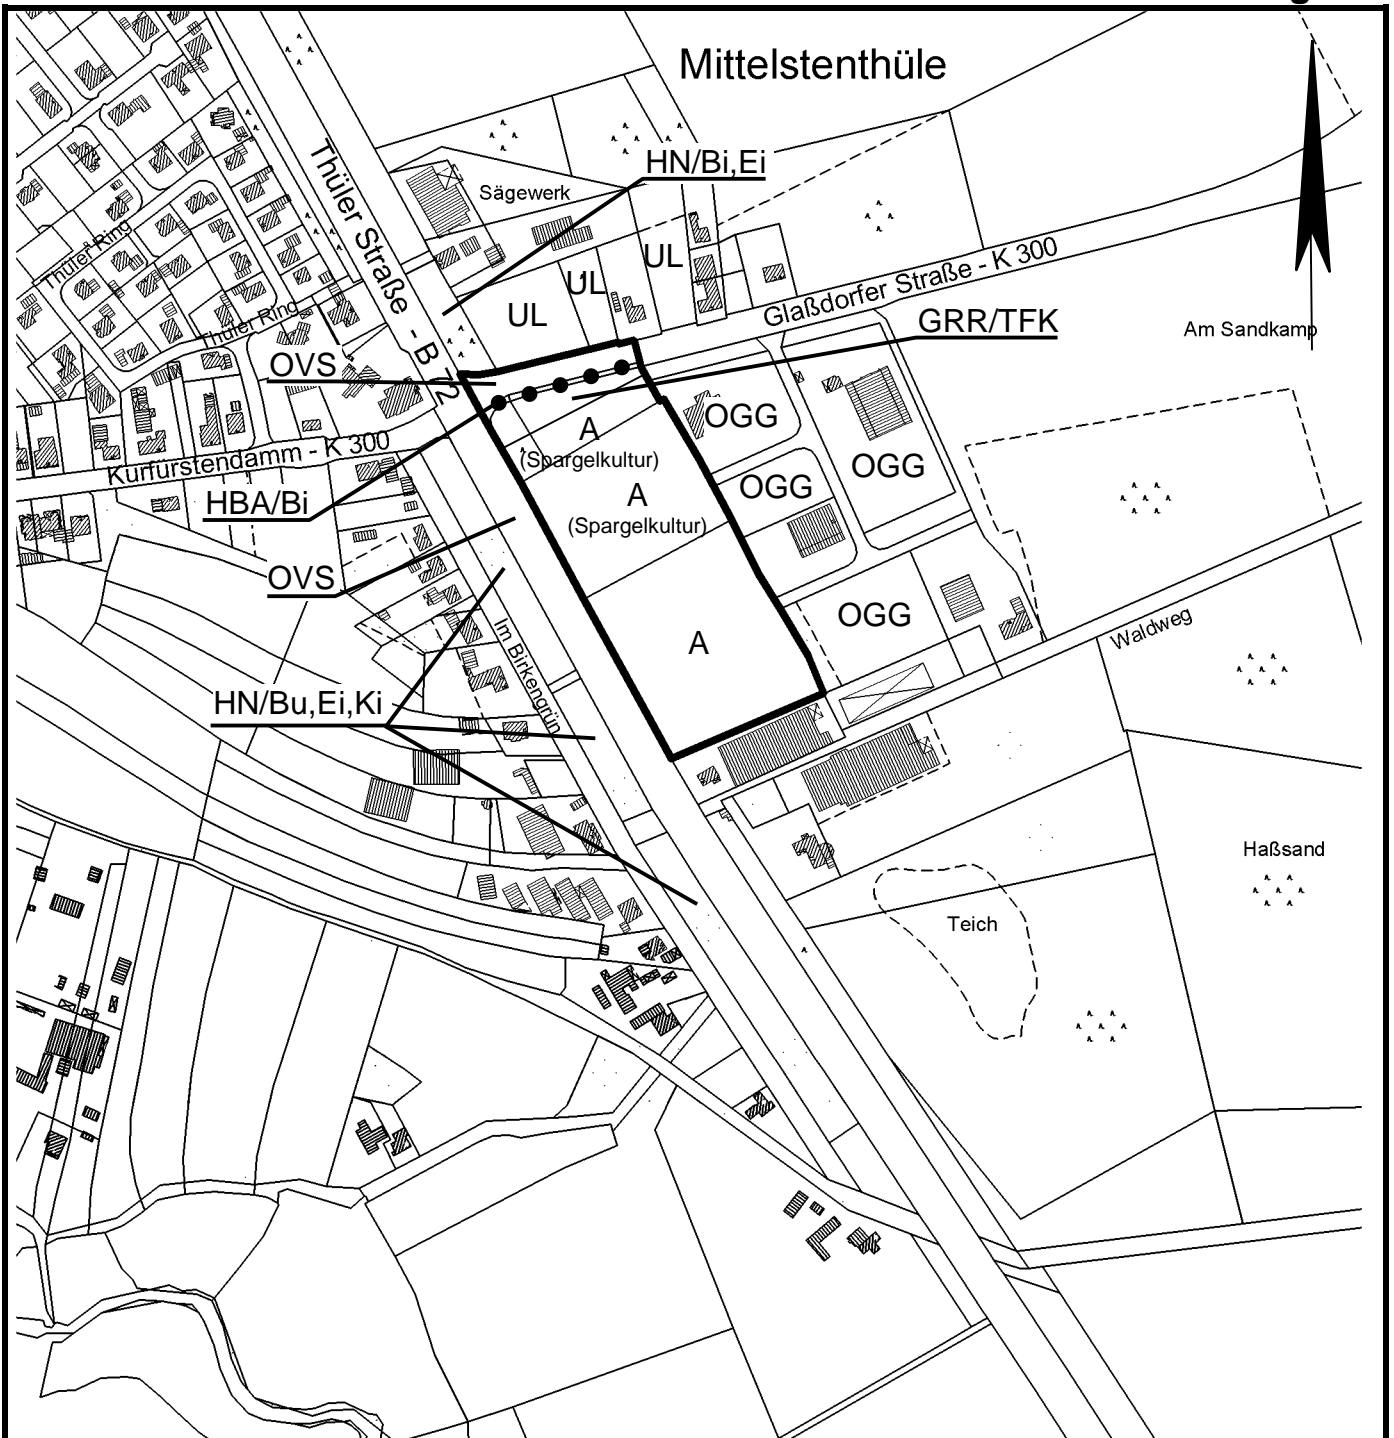 Mittelstenthüle
HN/Bi,Ei
Sägewerk
Thüler Straße - B 72
Thüler Ring
Thüler Ring
UL
UL
UL
Glaßdorfer Straße - K 300
GRR/TFK
Am Sandkamp
OVS
A
(Spargelkultur)
OGG
OGG
Kurfürstendamm - K 300
HBA/Bi
A
(Spargelkultur)
OGG
OVS
OGG
Waldweg
A
Im Birkengrün
HN/Bu,Ei,Ki
Haßsand
Teich